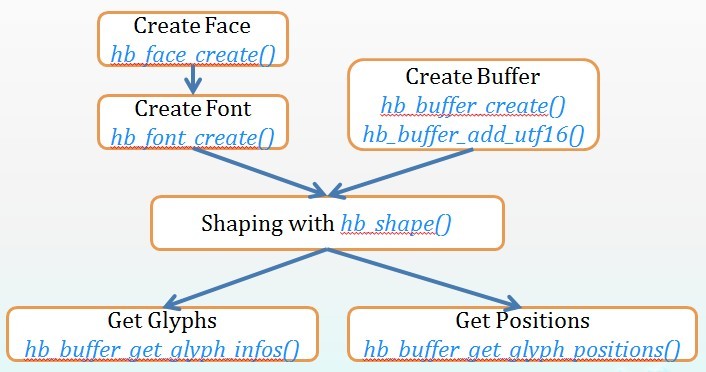 Create Face
hb_face_create()
Create Font
hb_font_create()
Create Buffer
hb_buffer_create()
hb_buffer_add_utf16()
Shaping with hb_shape()
Get Glyphs
hb_buffer_get_glyph_infos()
Get Positions
hb_buffer_get_glyph_positions()